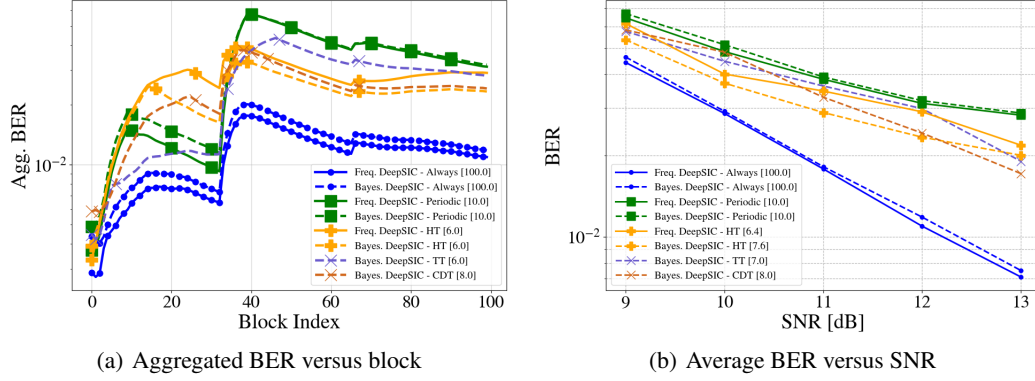 Agg. BER
10⁻²
Freq. DeepSIC - Always [100.0]
Bayes. DeepSIC - Always [100.0]
Freq. DeepSIC - Periodic [10.0]
Bayes. DeepSIC - Periodic [10.0]
Freq. DeepSIC - HT [6.0]
Bayes. DeepSIC - HT [6.0]
Bayes. DeepSIC - TT [6.0]
Bayes. DeepSIC - CDT [8.0]
0 20 40 60 80 100
Block Index
(a) Aggregated BER versus block
BER
10⁻²
Freq. DeepSIC - Always [100.0]
Bayes. DeepSIC - Always [100.0]
Freq. DeepSIC - Periodic [10.0]
Bayes. DeepSIC - Periodic [10.0]
Freq. DeepSIC - HT [6.4]
Bayes. DeepSIC - HT [7.6]
Bayes. DeepSIC - TT [7.0]
Bayes. DeepSIC - CDT [8.0]
9 10 11 12 13
SNR [dB]
(b) Average BER versus SNR